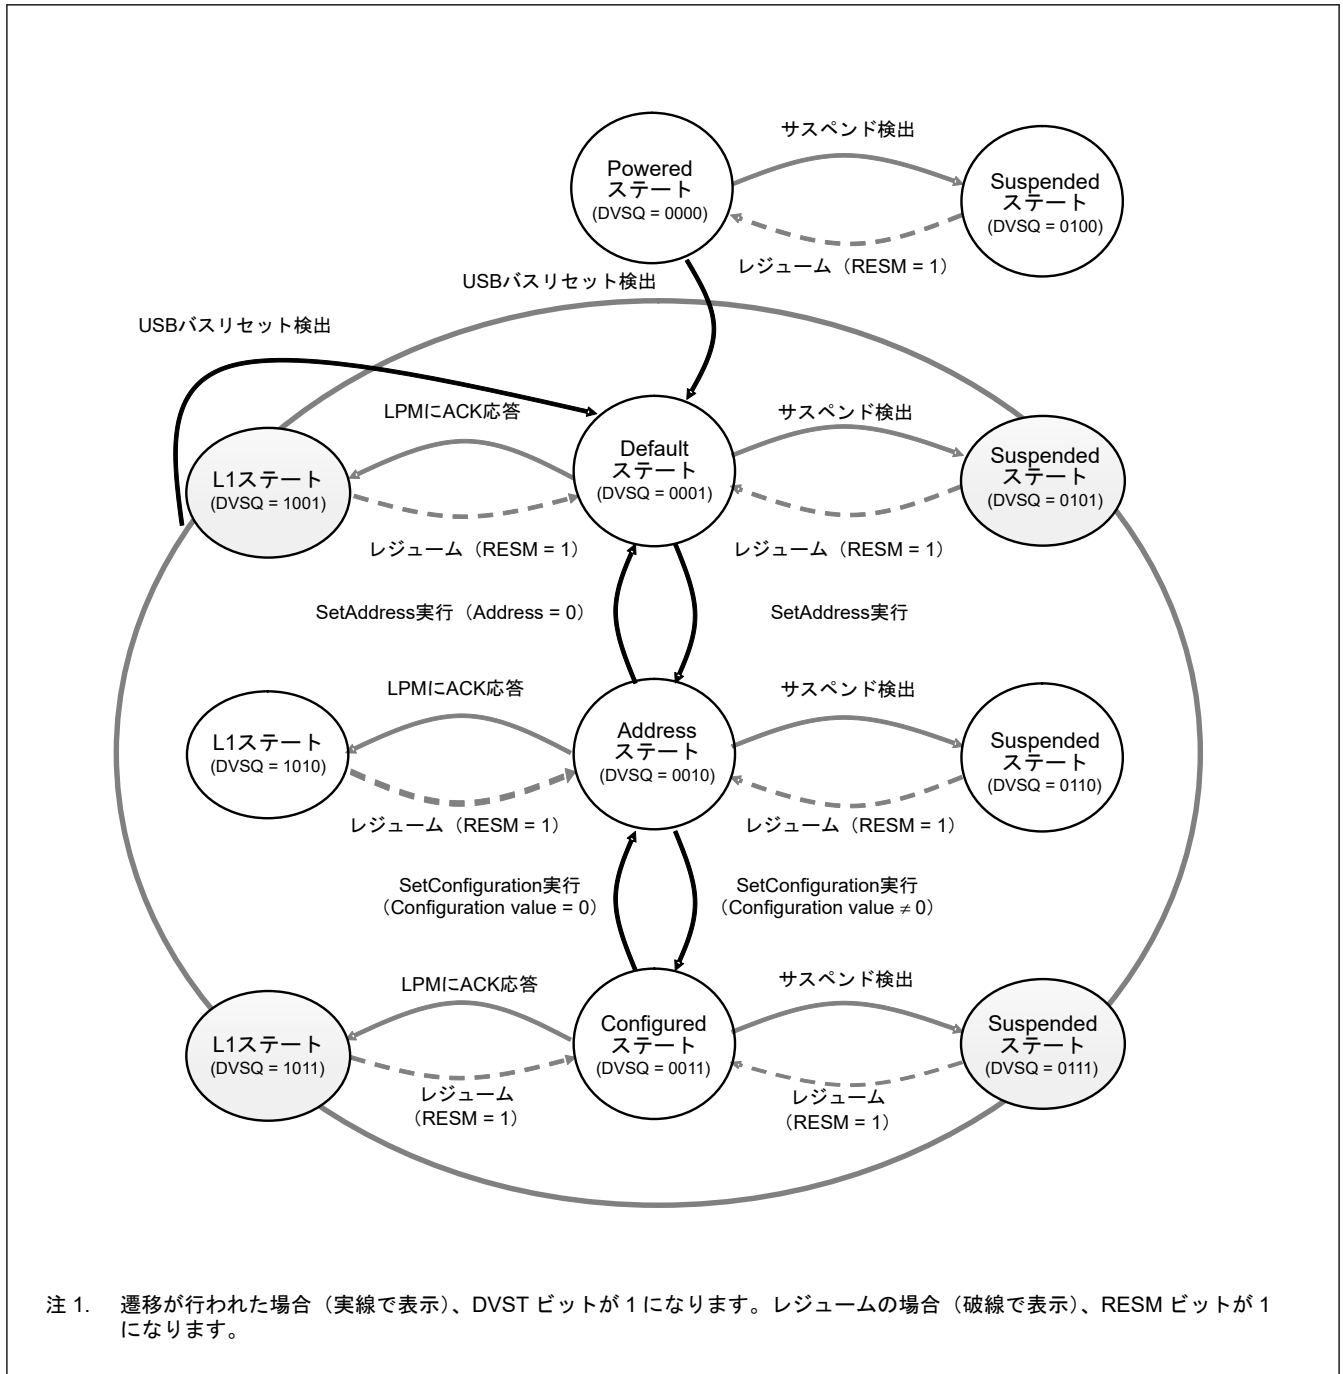 サスペンド検出
Powered
ステート
(DVSQ = 0000)
Suspended
ステート
(DVSQ = 0100)
レジューム（RESM = 1）
USBバスリセット検出
USBバスリセット検出
LPMにACK応答
サスペンド検出
Default
ステート
(DVSQ = 0001)
L1ステート
(DVSQ = 1001)
Suspended
ステート
(DVSQ = 0101)
レジューム（RESM = 1）
レジューム（RESM = 1）
SetAddress実行（Address = 0）
SetAddress実行
LPMにACK応答
サスペンド検出
L1ステート
(DVSQ = 1010)
Address
ステート
(DVSQ = 0010)
Suspended
ステート
(DVSQ = 0110)
レジューム（RESM = 1）
レジューム（RESM = 1）
SetConfiguration実行
（Configuration value = 0）
SetConfiguration実行
（Configuration value ≠ 0）
LPMにACK応答
サスペンド検出
L1ステート
(DVSQ = 1011)
Configured
ステート
(DVSQ = 0011)
Suspended
ステート
(DVSQ = 0111)
レジューム
（RESM = 1）
レジューム
（RESM = 1）
注 1. 遷移が行われた場合（実線で表示）、DVST ビットが 1 になります。レジュームの場合（破線で表示）、RESM ビットが 1
になります。